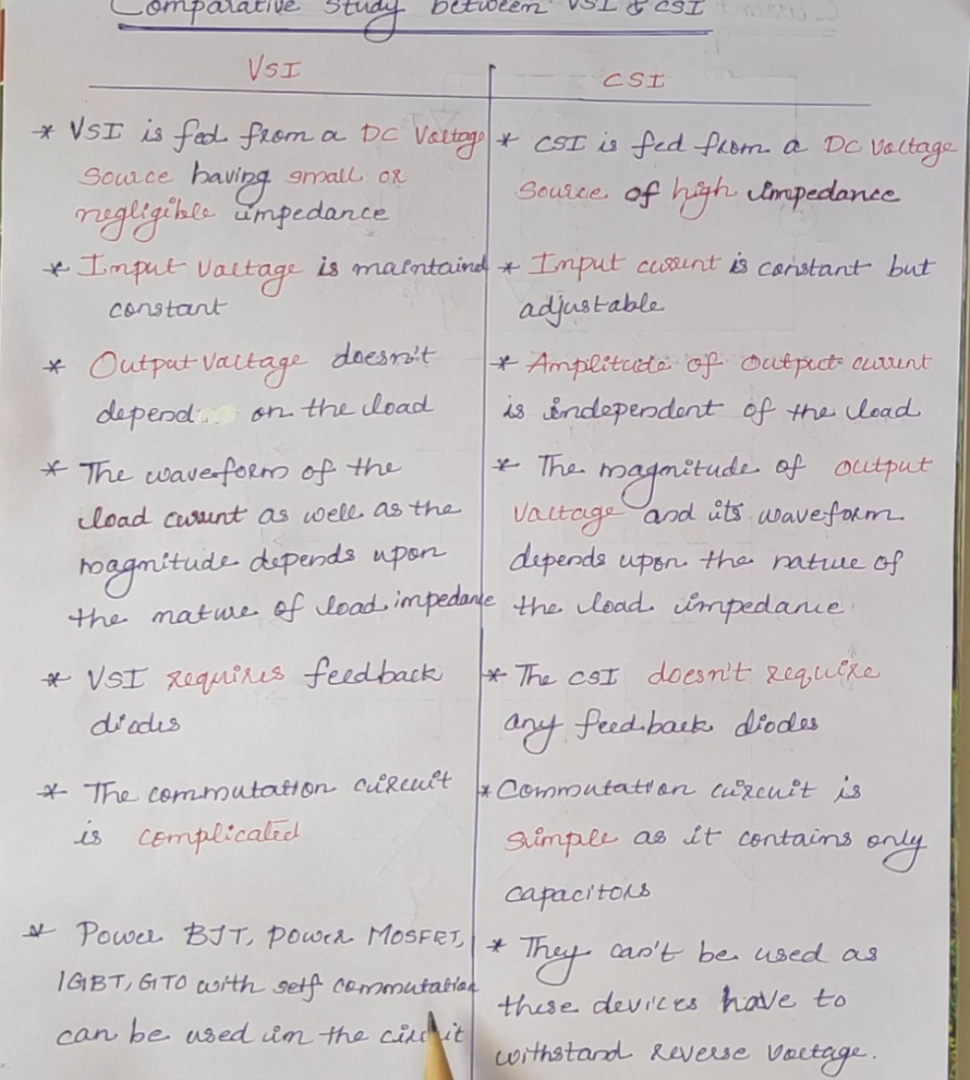 Comparative Study between VSI & CSI
VSI
* VSI is fed from a DC Voltage
Source having small or
negligible impedance
* Input Voltage is maintaind
constant
* Output Voltage doesn't
depend on the load
* The waveform of the
load current as well as the
magnitude depends upon
the nature of load impedance
* VSI requires feedback
diodes
* The commutation circuit
is complicated
* Power BJT, Power MOSFET,
IGBT, GTO with self commutation
can be used in the circuit
CSI
* CSI is fed from a DC Voltage
Source of high impedance
* Input current is constant but
adjustable
* Amplitude of output current
is independent of the load
* The magnitude of output
Voltage and its waveform
depends upon the nature of
the load impedance
* The CSI doesn't require
any feedback diodes
* Commutation circuit is
Simple as it contains only
capacitors
* They can't be used as
these devices have to
withstand reverse Voltage.